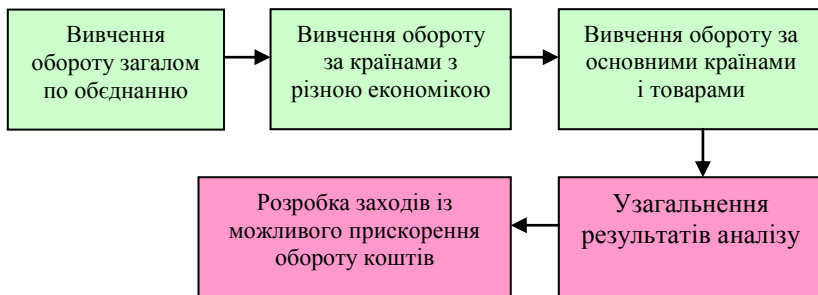 Вивчення
обороту загалом
по обєднанню
Вивчення обороту
за країнами з
різною економікою
Вивчення обороту за
основними країнами
і товарами
Узагальнення
результатів аналізу
Розробка заходів із
можливого прискорення
обороту коштів